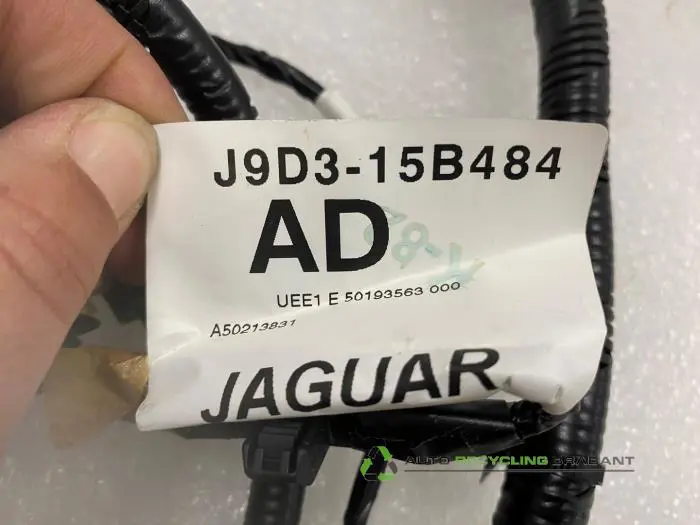 J9D3-15B484
AD
UEE1 E 50193563 000
A50213831
JAGUAR
AUTO RECYCLING BRABANT